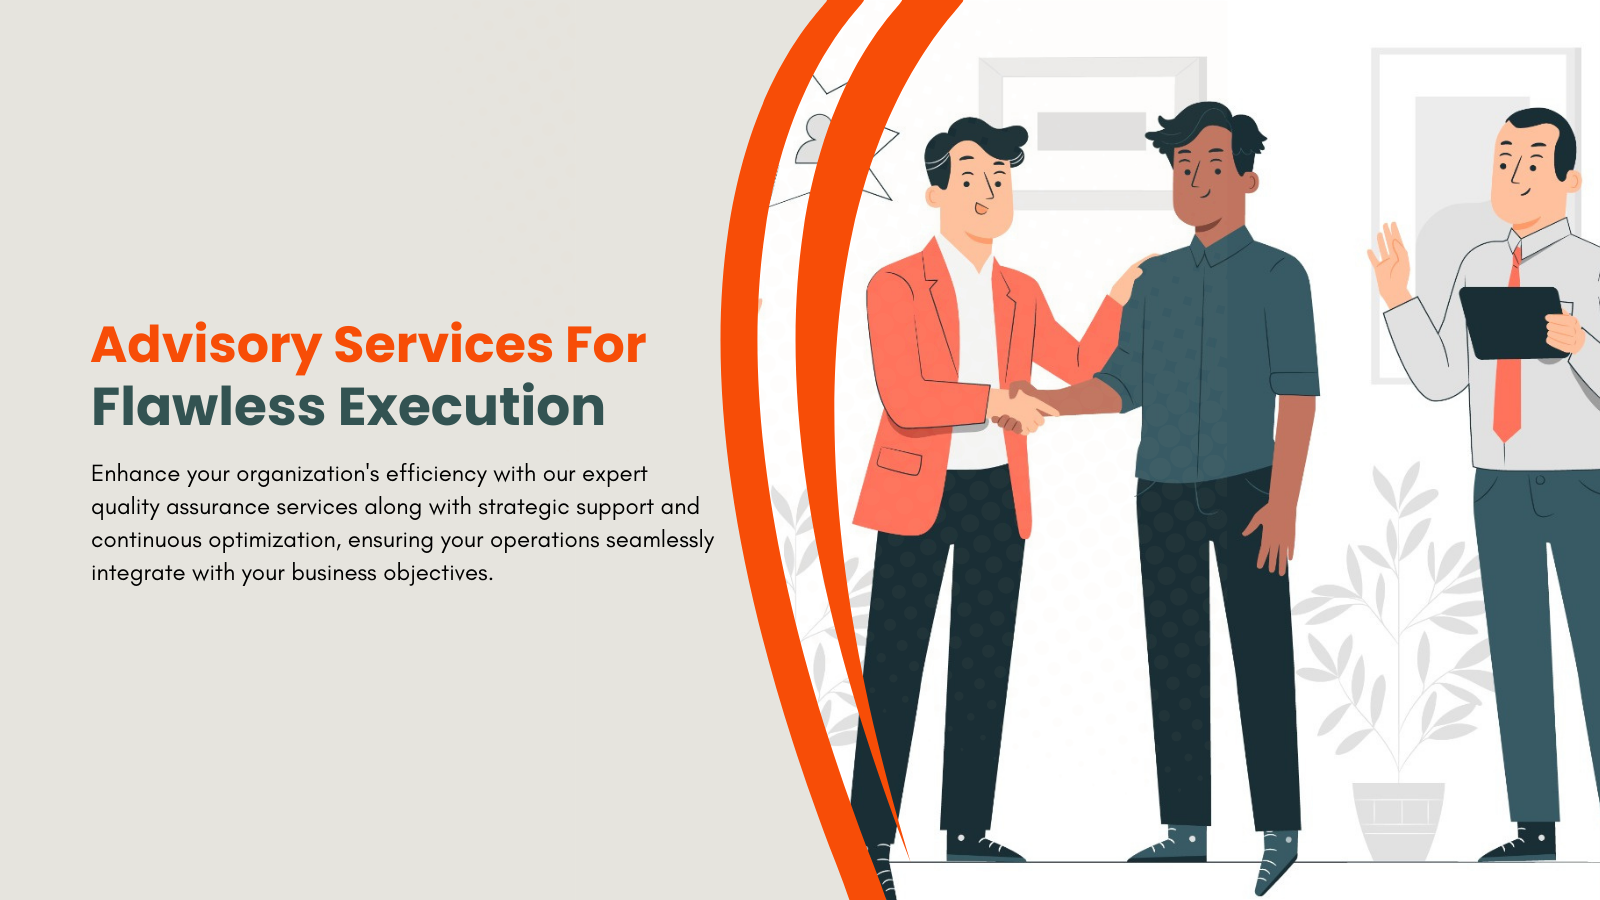 Advisory Services For
Flawless Execution
Enhance your organization's efficiency with our expert
quality assurance services along with strategic support and
continuous optimization, ensuring your operations seamlessly
integrate with your business objectives.